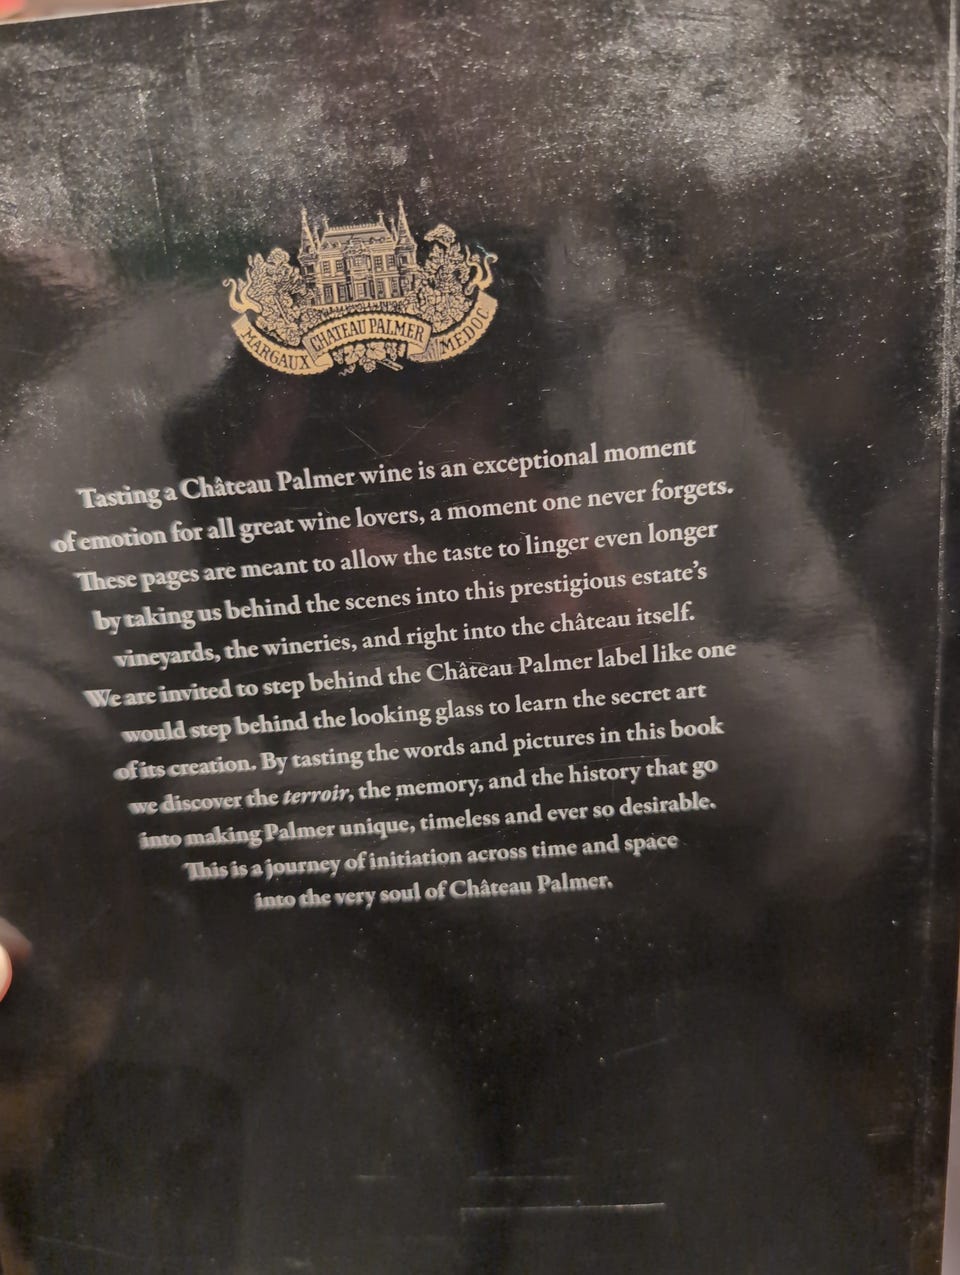 MARGAUX CHATEAU PALMER MEDOC
Tasting a Château Palmer wine is an exceptional moment
of emotion for all great wine lovers, a moment one never forgets.
These pages are meant to allow the taste to linger even longer
by taking us behind the scenes into this prestigious estate's
vineyards, the wineries, and right into the château itself.
We are invited to step behind the Château Palmer label like one
would step behind the looking glass to learn the secret art
of its creation. By tasting the words and pictures in this book
we discover the terroir, the memory, and the history that go
into making Palmer unique, timeless and ever so desirable.
This is a journey of initiation across time and space
into the very soul of Château Palmer.